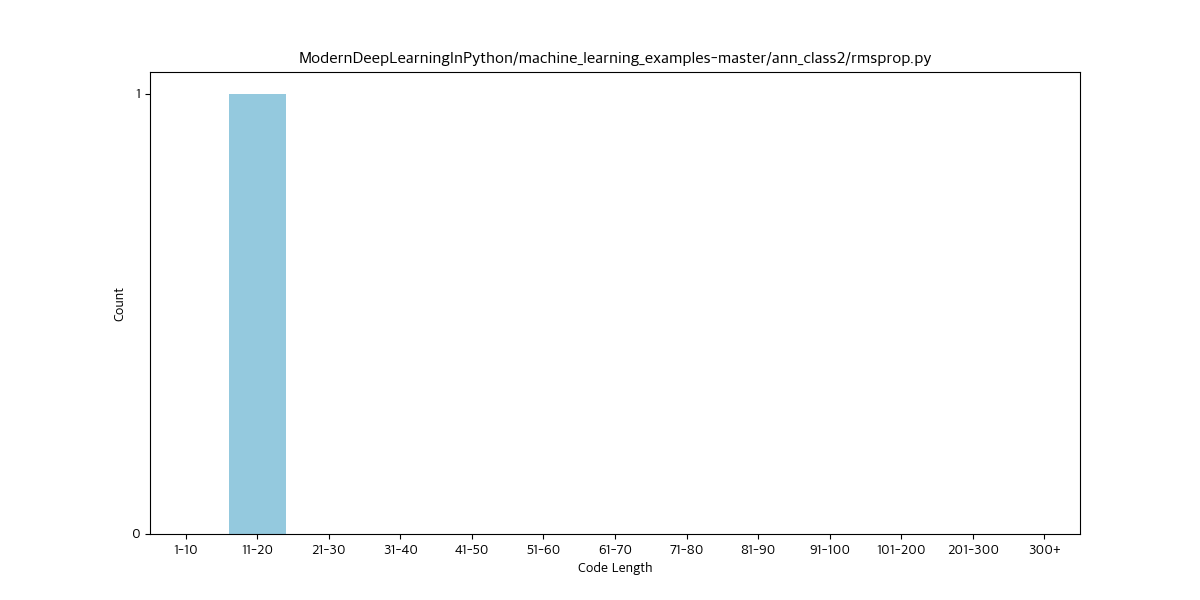 ModernDeepLearningInPython/machine_learning_examples-master/ann_class2/rmsprop.py
1
Count
0
1-10 11-20 21-30 31-40 41-50 51-60 61-70 71-80 81-90 91-100 101-200 201-300 300+
Code Length